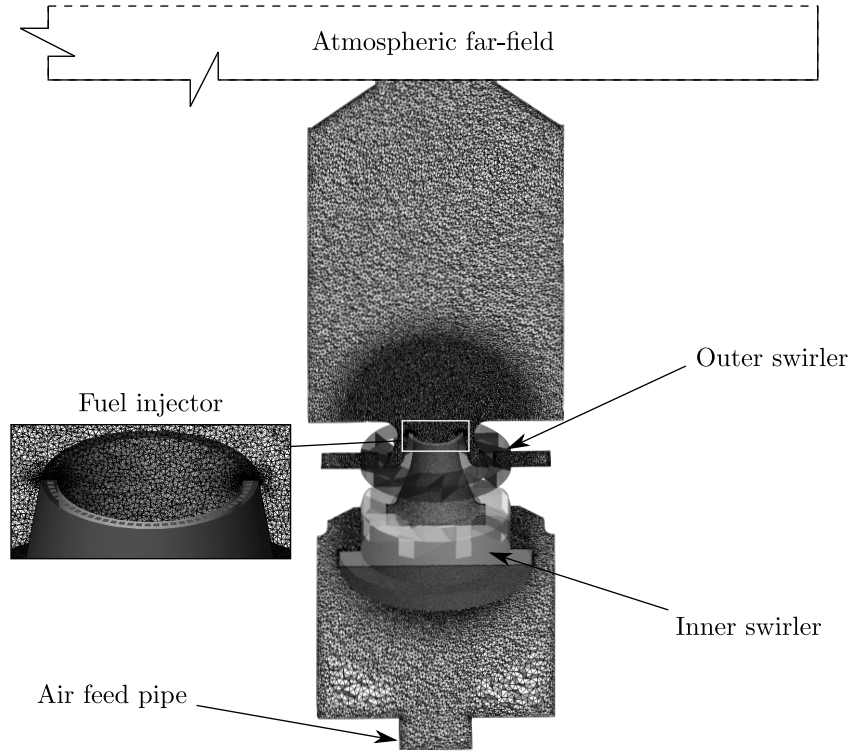 Atmospheric far-field
Outer swirler
Fuel injector
Inner swirler
Air feed pipe